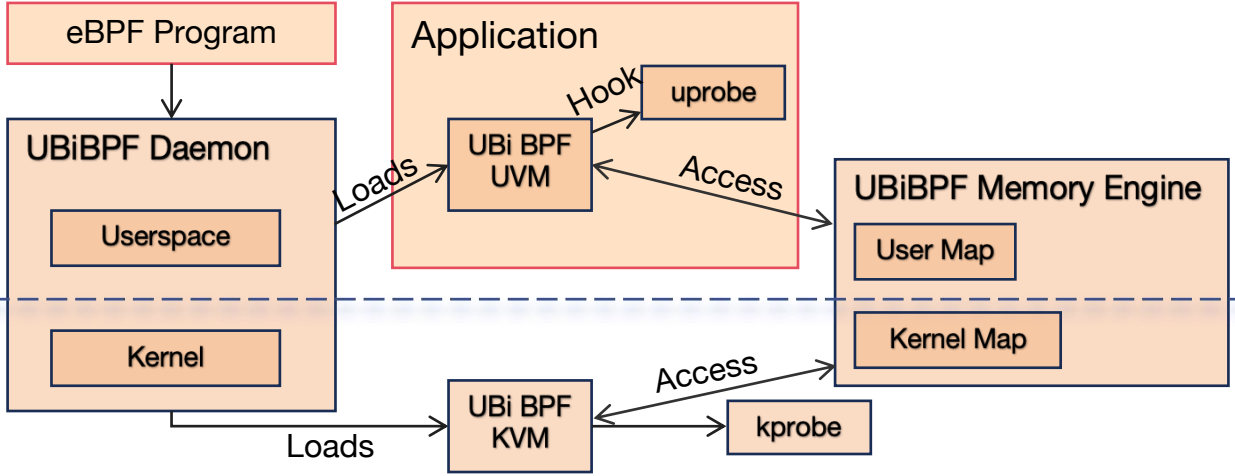 eBPF Program
Application
Hook
uprobe
UBiBPF Daemon
UBi BPF
UVM
Loads
Access
UBiBPF Memory Engine
Userspace
User Map
Kernel
Kernel Map
Access
UBi BPF
KVM
kprobe
Loads